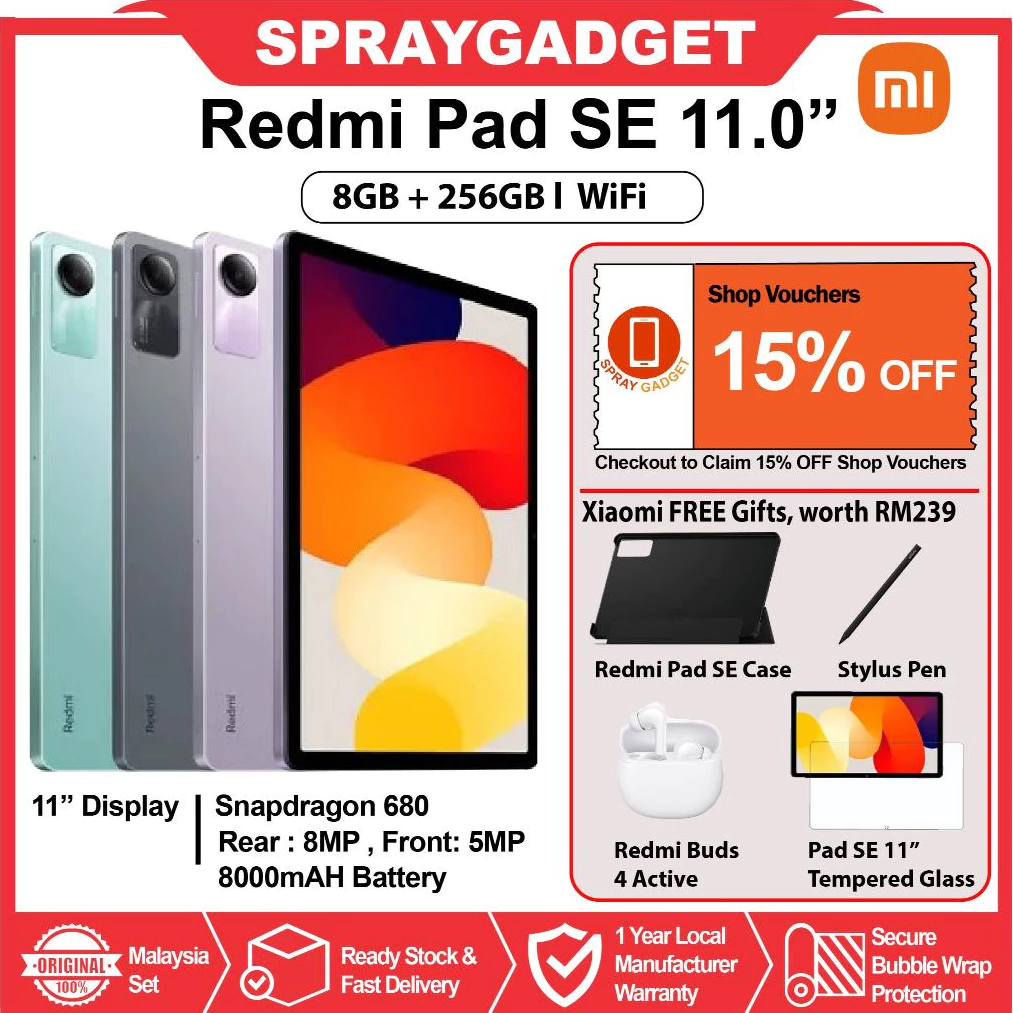 SPRAYGADGET
mi
Redmi Pad SE 11.0”
8GB + 256GB l WiFi
Redmi
Redmi
Redmi
Shop Vouchers
15% OFF
SPRAY GADGET
Checkout to Claim 15% OFF Shop Vouchers
Xiaomi FREE Gifts, worth RM239
Redmi Pad SE Case
Stylus Pen
Redmi Buds
4 Active
Pad SE 11”
Tempered Glass
11” Display
Snapdragon 680
Rear : 8MP , Front: 5MP
8000mAH Battery
ORIGINAL
100%
Malaysia
Set
Ready Stock &
Fast Delivery
1 Year Local
Manufacturer
Warranty
Secure
Bubble Wrap
Protection